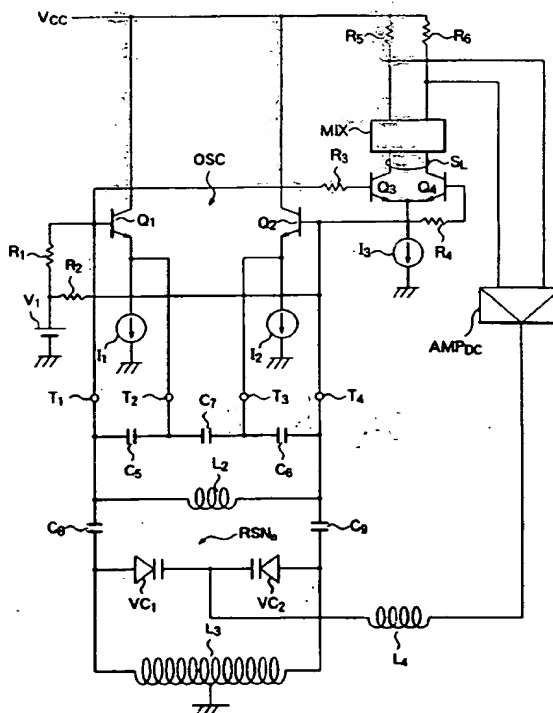 VCC
R5
R6
MIX
SL
OSC
R3
Q3
Q4
Q1
Q2
R1
R2
R4
I3
V1
I1
I2
AMPDC
T1
T2
T3
T4
C7
C5
C6
L2
C8
C9
RSNa
VC1
VC2
L3
L4